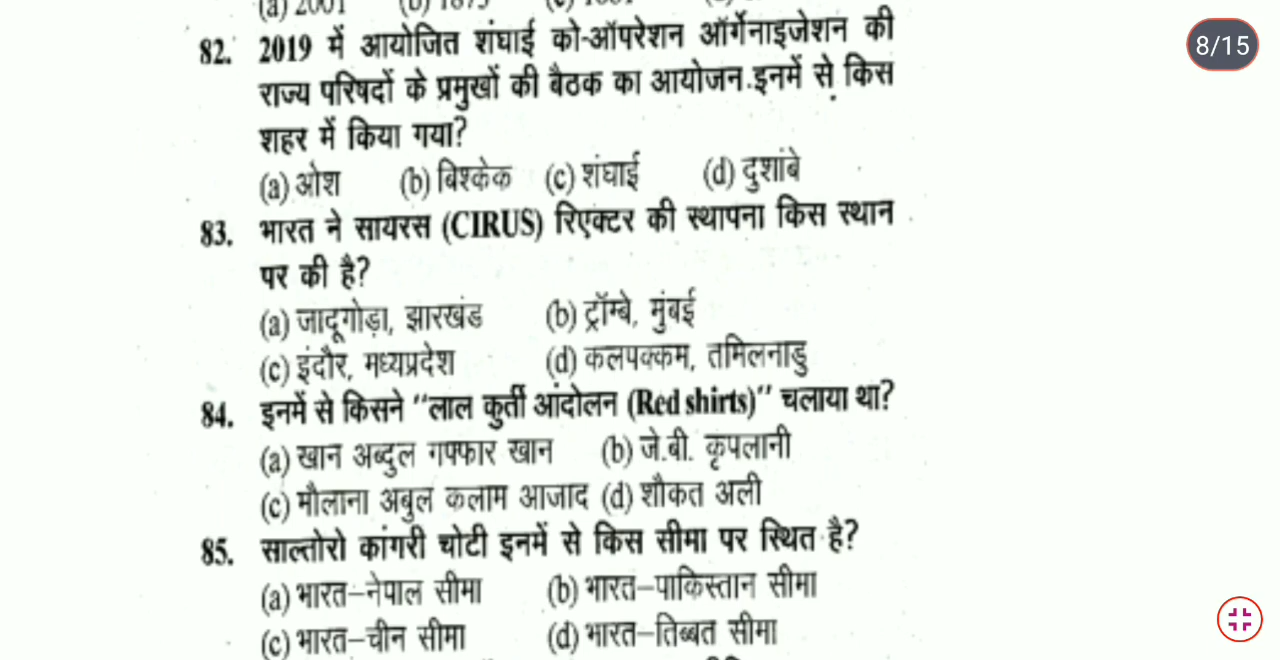 (a) 2001
8/15
82. 2019 में आयोजित शंघाई को-ऑपरेशन ऑर्गेनाइजेशन की
राज्य परिषदों के प्रमुखों की बैठक का आयोजन इनमें से किस
शहर में किया गया?
(a) ओश (b) बिश्केक (c) शंघाई (d) दुशांबे
83. भारत ने सायरस (CIRUS) रिएक्टर की स्थापना किस स्थान
पर की है?
(a) जादूगोड़ा, झारखंड (b) ट्रॉम्बे, मुंबई
(c) इंदौर, मध्यप्रदेश (d) कलपक्कम, तमिलनाडु
84. इनमें से किसने “लाल कुर्ती आंदोलन (Red shirts)” चलाया था?
(a) खान अब्दुल गफ्फार खान (b) जे.बी. कृपलानी
(c) मौलाना अबुल कलाम आजाद (d) शौकत अली
85. साल्तोरो कांगरी चोटी इनमें से किस सीमा पर स्थित है?
(a) भारत–नेपाल सीमा (b) भारत–पाकिस्तान सीमा
(c) भारत–चीन सीमा (d) भारत–तिब्बत सीमा